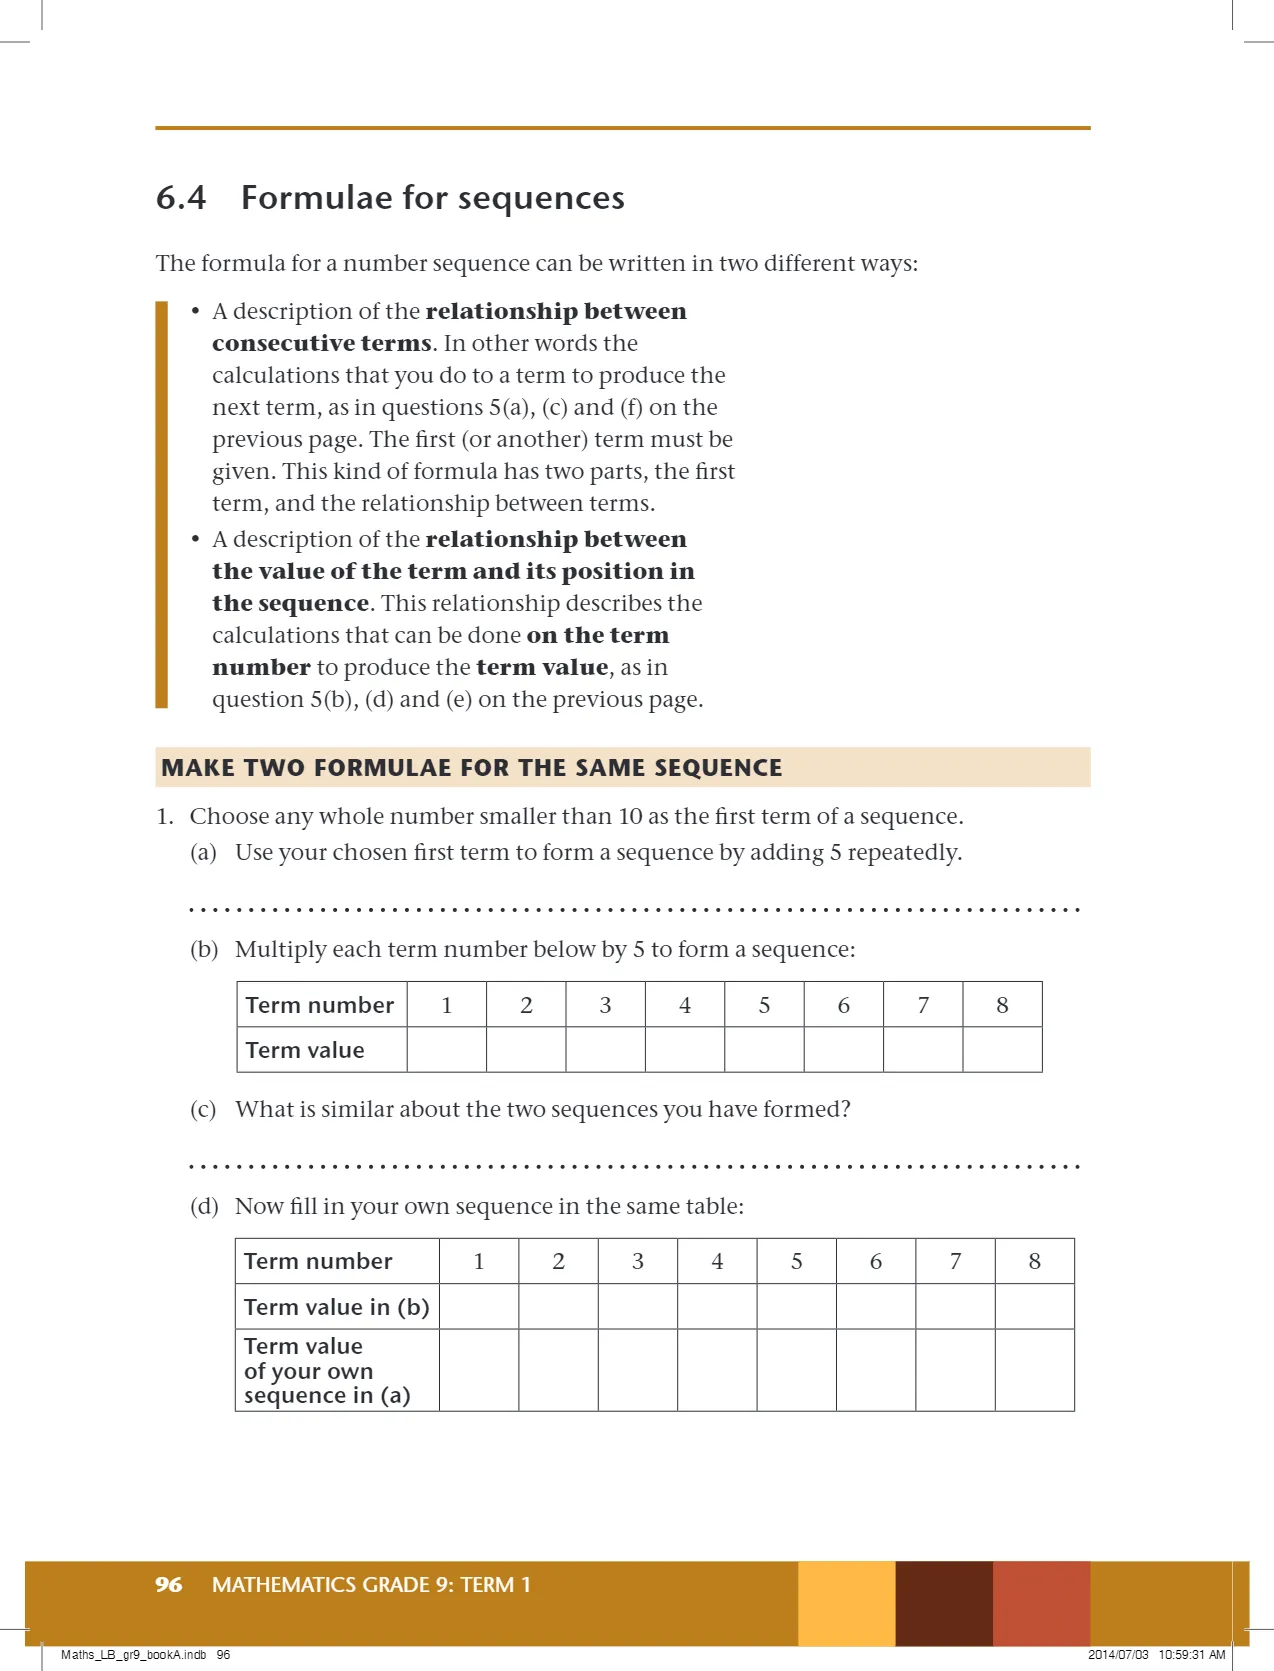 6.4 Formulae for sequences
The formula for a number sequence can be written in two different ways:
• A description of the relationship between
consecutive terms. In other words the
calculations that you do to a term to produce the
next term, as in questions 5(a), (c) and (f) on the
previous page. The first (or another) term must be
given. This kind of formula has two parts, the first
term, and the relationship between terms.
• A description of the relationship between
the value of the term and its position in
the sequence. This relationship describes the
calculations that can be done on the term
number to produce the term value, as in
question 5(b), (d) and (e) on the previous page.
MAKE TWO FORMULAE FOR THE SAME SEQUENCE
1. Choose any whole number smaller than 10 as the first term of a sequence.
(a) Use your chosen first term to form a sequence by adding 5 repeatedly.
(b) Multiply each term number below by 5 to form a sequence:
Term number 1 2 3 4 5 6 7 8
Term value
(c) What is similar about the two sequences you have formed?
(d) Now fill in your own sequence in the same table:
Term number 1 2 3 4 5 6 7 8
Term value in (b)
Term value
of your own
sequence in (a)
96 MATHEMATICS GRADE 9: TERM 1
Maths_LB_gr9_bookA.indb 96 2014/07/03 10:59:31 AM